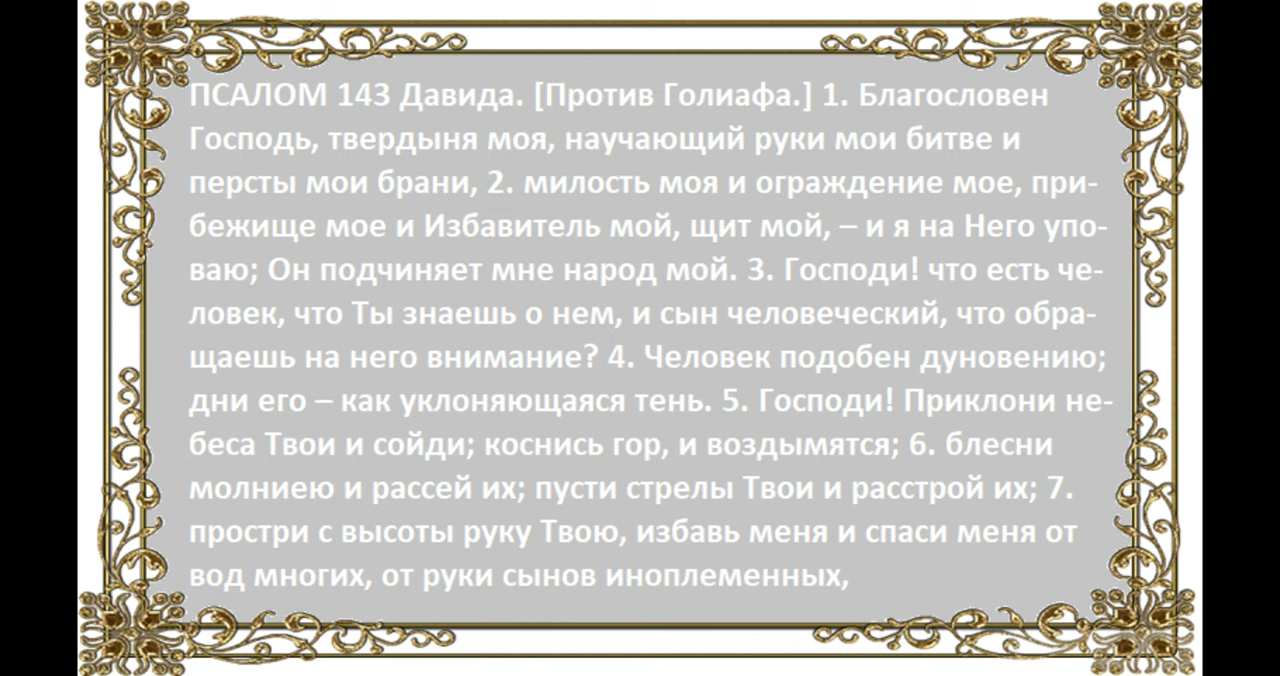 ПСАЛОМ 143 Давида. [Против Голиафа.] 1. Благословен
Господь, твердыня моя, научающий руки мои битве и
персты мои брани, 2. милость моя и ограждение мое, при-
бежище мое и Избавитель мой, щит мой, – и я на Него упо-
ваю; Он подчиняет мне народ мой. 3. Господи! что есть че-
ловек, что Ты знаешь о нем, и сын человеческий, что обра-
щаешь на него внимание? 4. Человек подобен дуновению;
дни его – как уклоняющаяся тень. 5. Господи! Приклони не-
беса Твои и сойди; коснись гор, и воздымятся; 6. блесни
молниею и рассей их; пусти стрелы Твои и расстрой их; 7.
простри с высоты руку Твою, избавь меня и спаси меня от
вод многих, от руки сынов иноплеменных,